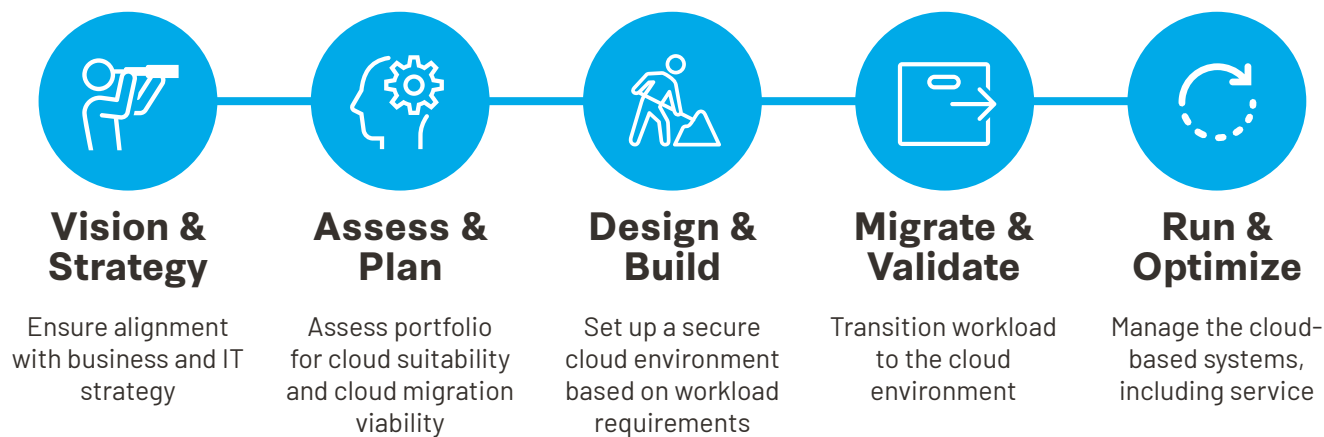 Vision &
Strategy
Ensure alignment
with business and IT
strategy
Assess &
Plan
Assess portfolio
for cloud suitability
and cloud migration
viability
Design &
Build
Set up a secure
cloud environment
based on workload
requirements
Migrate &
Validate
Transition workload
to the cloud
environment
Run &
Optimize
Manage the cloud-
based systems,
including service